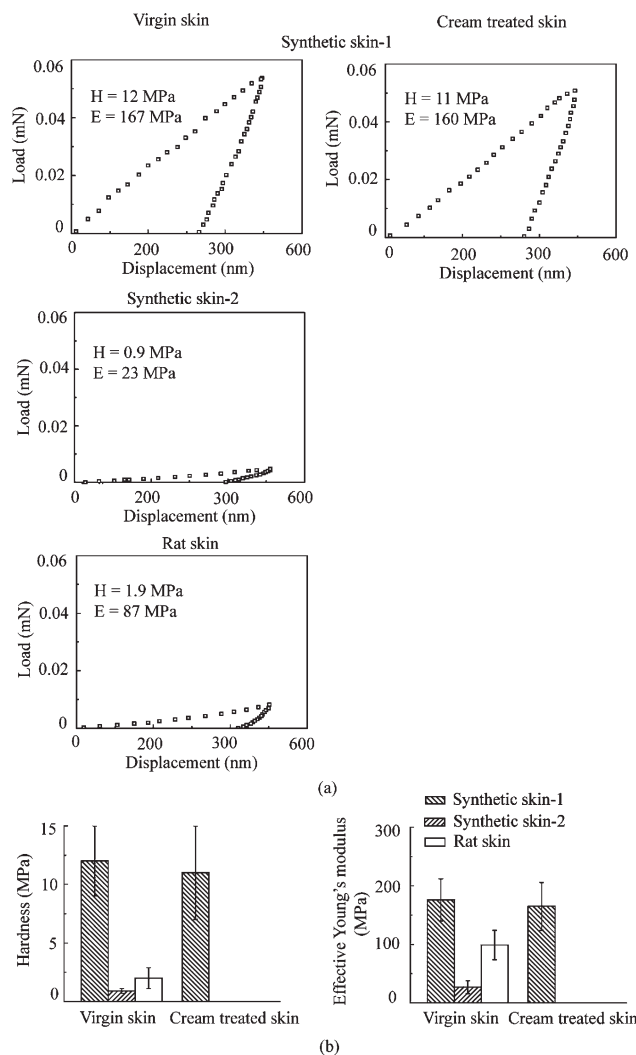 Virgin skin
Cream treated skin
Synthetic skin-1
0.06
0.04
0.02
0
Load (mN)
H = 12 MPa
E = 167 MPa
0 200 400 600
Displacement (nm)
0.06
0.04
0.02
0
Load (mN)
H = 11 MPa
E = 160 MPa
0 300 400 600
Displacement (nm)
Synthetic skin-2
0.06
0.04
0.02
0
Load (mN)
H = 0.9 MPa
E = 23 MPa
0 200 300 600
Displacement (nm)
Rat skin
0.06
0.04
0.02
0
Load (mN)
H = 1.9 MPa
E = 87 MPa
0 200 400 600
Displacement (nm)
(a)
15
10
5
0
Hardness (MPa)
Virgin skin Cream treated skin
Synthetic skin-1
Synthetic skin-2
Rat skin
300
200
100
0
Effective Young's modulus
(MPa)
Virgin skin Cream treated skin
(b)